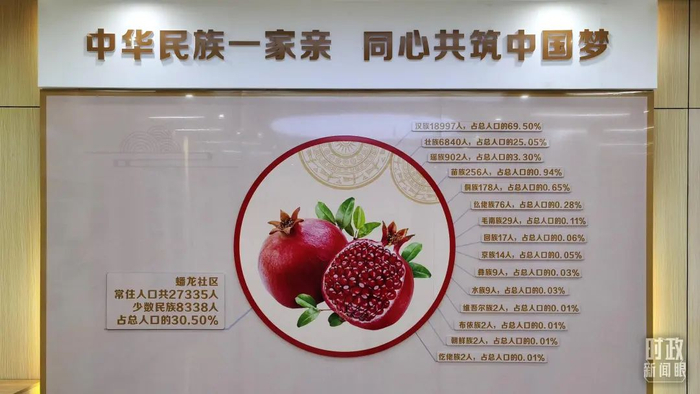 中华民族一家亲 同心共筑中国梦
汉族18997人，占总人口的69.50%
壮族6840人，占总人口的25.05%
瑶族902人，占总人口的3.30%
苗族256人，占总人口的0.94%
侗族178人，占总人口的0.65%
仫佬族76人，占总人口的0.28%
毛南族29人，占总人口的0.11%
回族17人，占总人口的0.06%
京族14人，占总人口的0.05%
彝族9人，占总人口的0.03%
水族9人，占总人口的0.03%
维吾尔族2人，占总人口的0.01%
布依族2人，占总人口的0.01%
朝鲜族2人，占总人口的0.01%
仡佬族2人，占总人口的0.01%
蟠龙社区
常住人口共27335人
少数民族8338人
占总人口的30.50%
时政
新闻眼